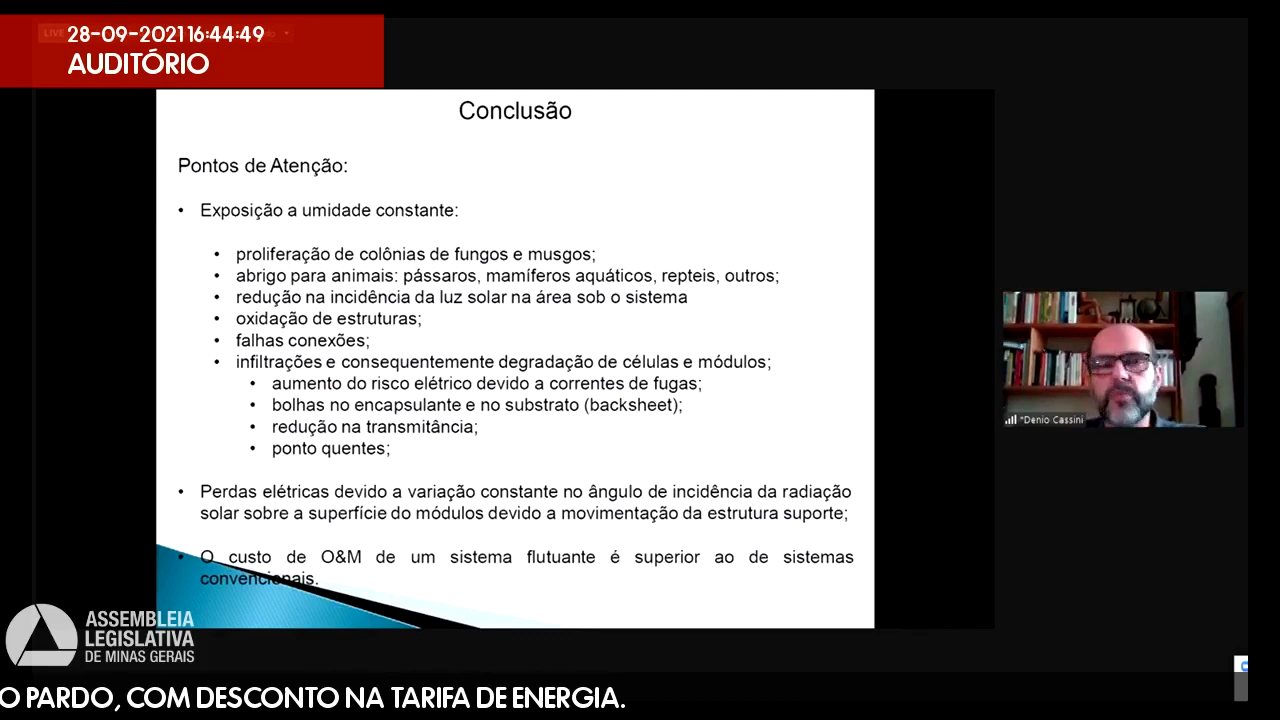 LIVE
28-09-2021 16:44:49
AUDITÓRIO
Conclusão
Pontos de Atenção:
• Exposição a umidade constante:
• proliferação de colônias de fungos e musgos;
• abrigo para animais: pássaros, mamíferos aquáticos, repteis, outros;
• redução na incidência da luz solar na área sob o sistema
• oxidação de estruturas;
• falhas conexões;
• infiltrações e consequentemente degradação de células e módulos;
• aumento do risco elétrico devido a correntes de fugas;
• bolhas no encapsulante e no substrato (backsheet);
• redução na transmitância;
• ponto quentes;
• Perdas elétricas devido a variação constante no ângulo de incidência da radiação
solar sobre a superfície do módulos devido a movimentação da estrutura suporte;
• O custo de O&M de um sistema flutuante é superior ao de sistemas
convencionais.
*Denio Cassini
ASSEMBLEIA
LEGISLATIVA
DE MINAS GERAIS
O PARDO, COM DESCONTO NA TARIFA DE ENERGIA.